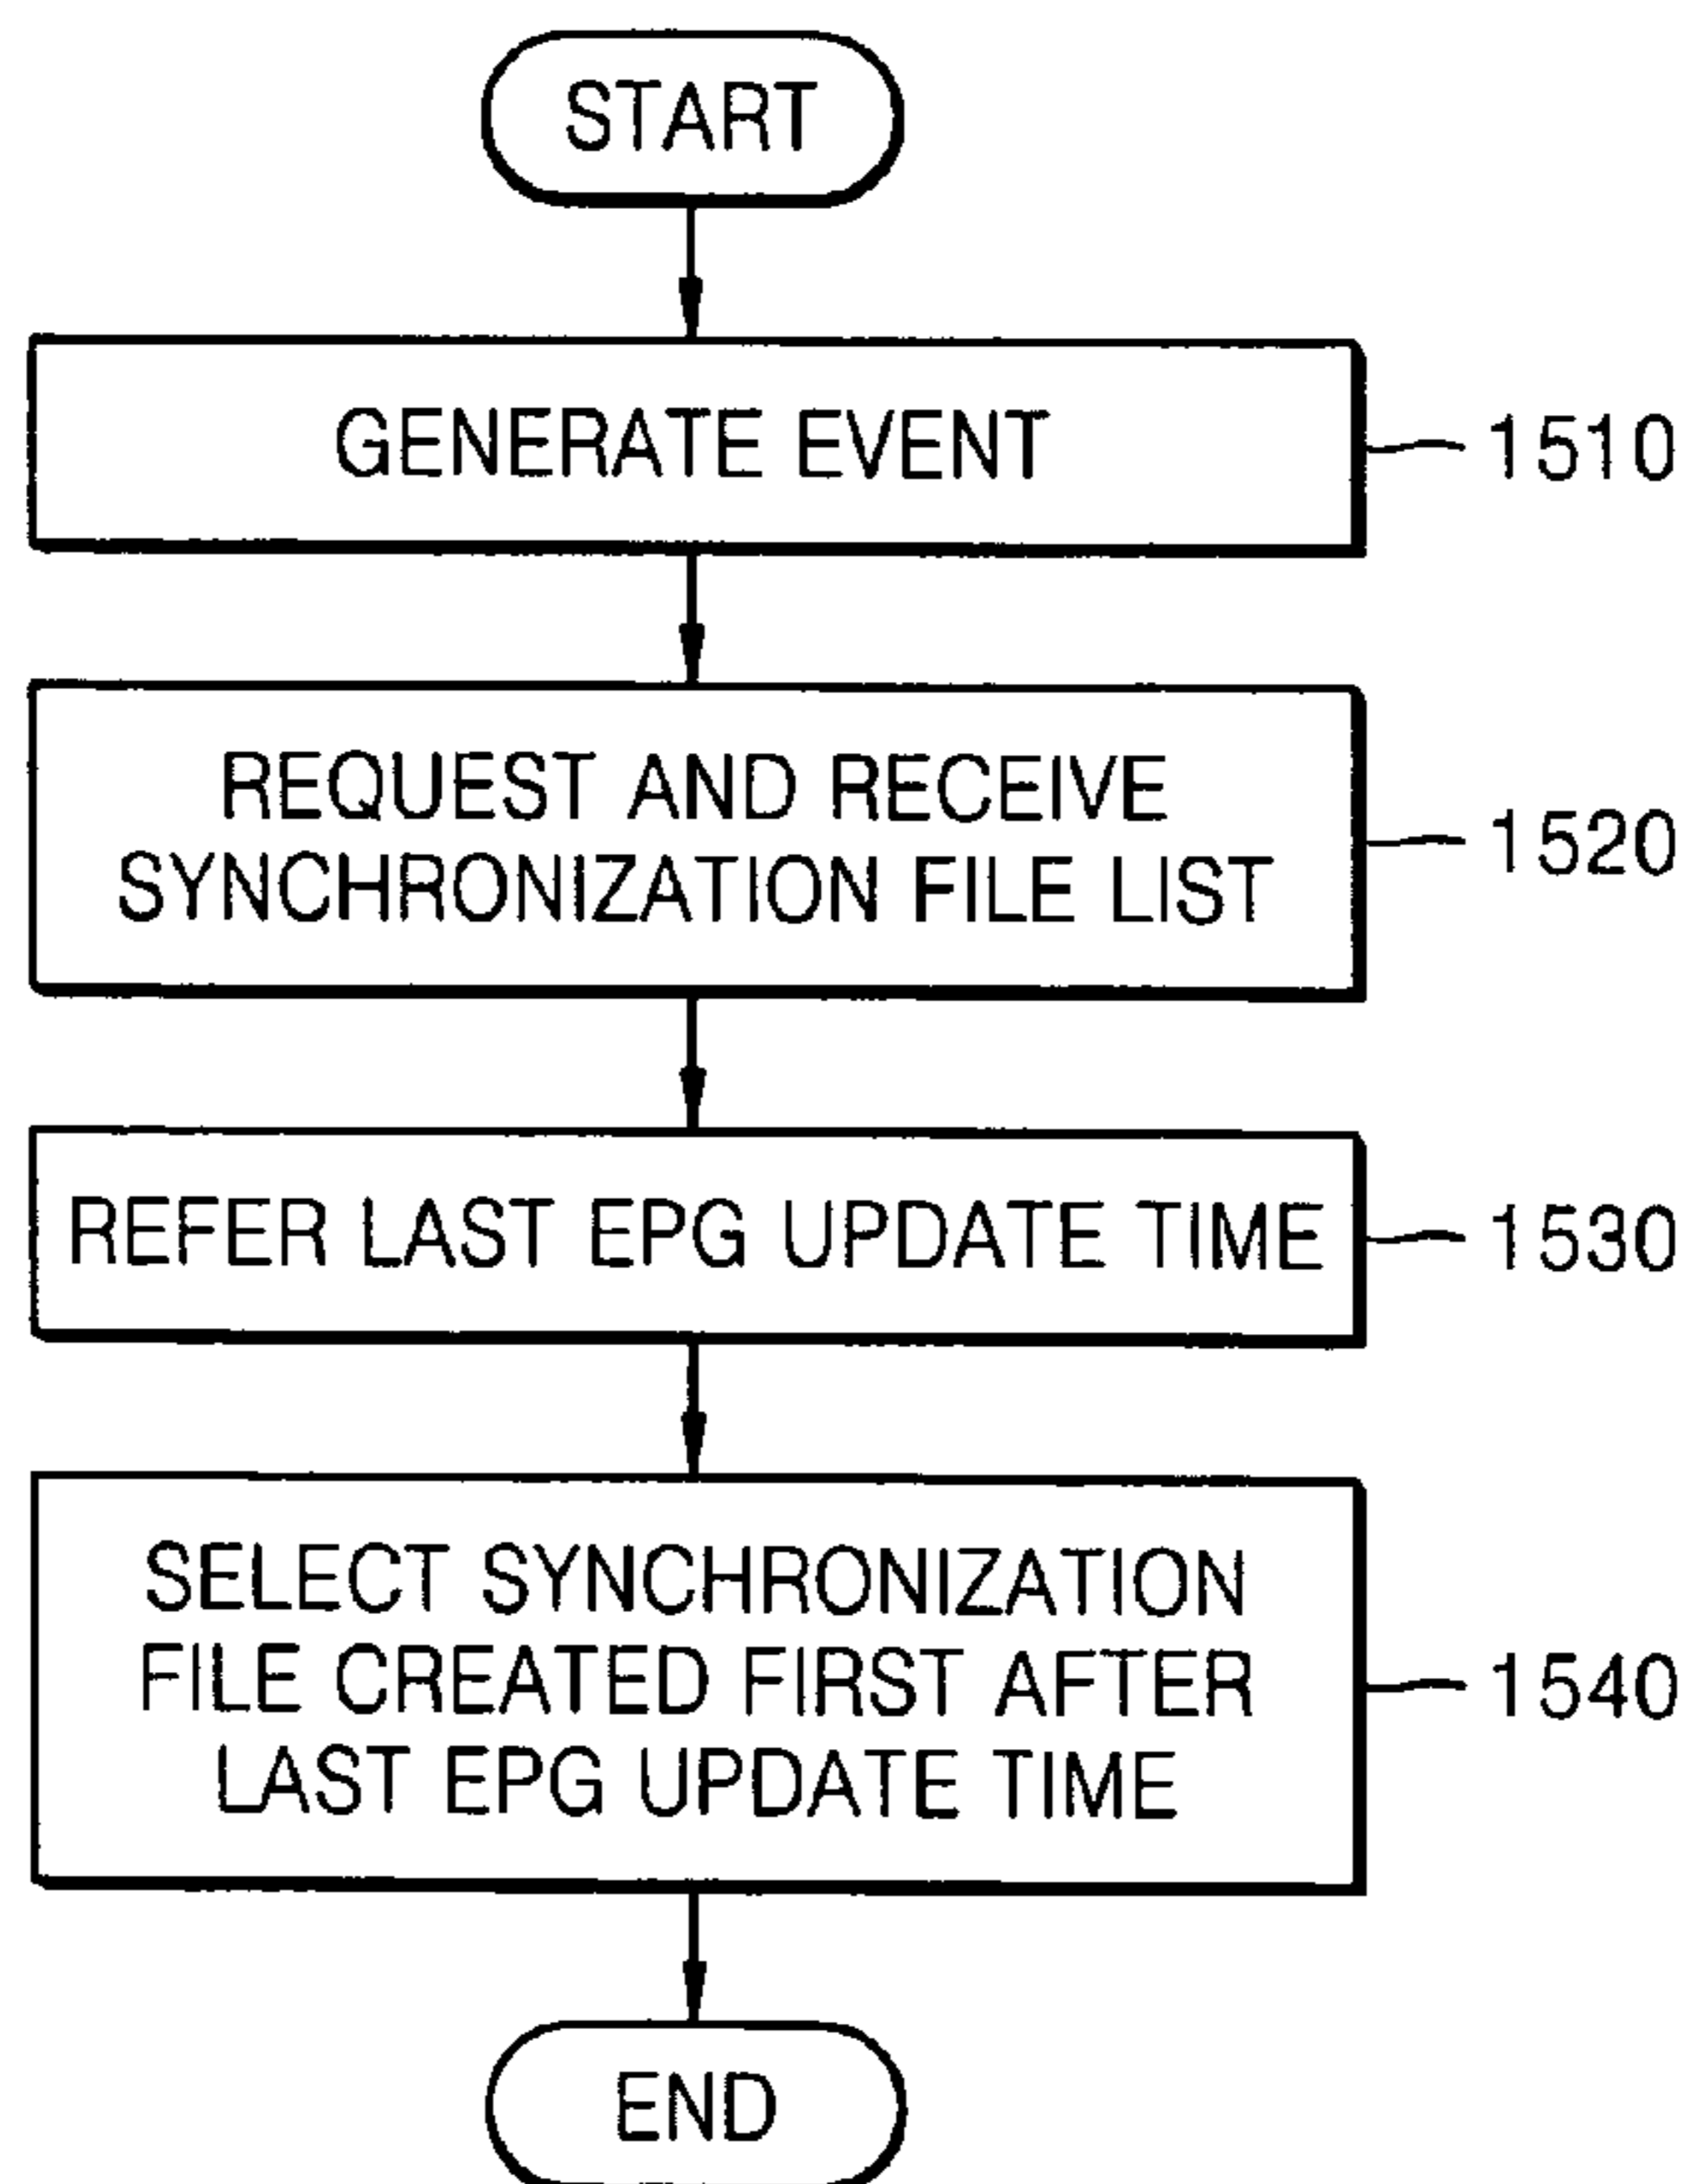 START
GENERATE EVENT
1510
REQUEST AND RECEIVE
SYNCHRONIZATION FILE LIST
1520
REFER LAST EPG UPDATE TIME
1530
SELECT SYNCHRONIZATION
FILE CREATED FIRST AFTER
LAST EPG UPDATE TIME
1540
END